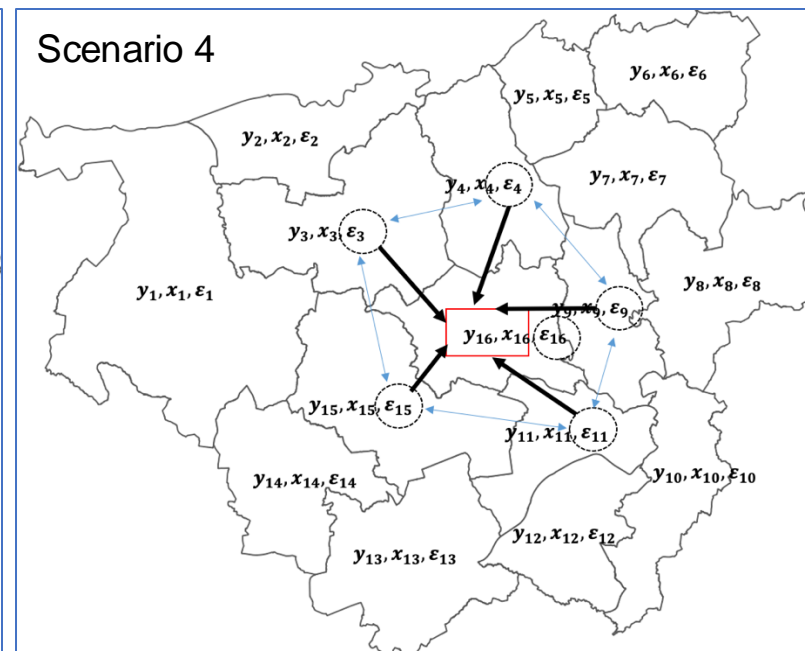 Scenario 4
y₆, x₆, ε₆
y₅, x₅, ε₅
y₂, x₂, ε₂
y₄, x₄, ε₄
y₇, x₇, ε₇
y₃, x₃, ε₃
y₈, x₈, ε₈
y₁, x₁, ε₁
y₉, x₉, ε₉
y₁₆, x₁₆, ε₁₆
y₁₅, x₁₅, ε₁₅
y₁₁, x₁₁, ε₁₁
y₁₄, x₁₄, ε₁₄
y₁₀, x₁₀, ε₁₀
y₁₂, x₁₂, ε₁₂
y₁₃, x₁₃, ε₁₃